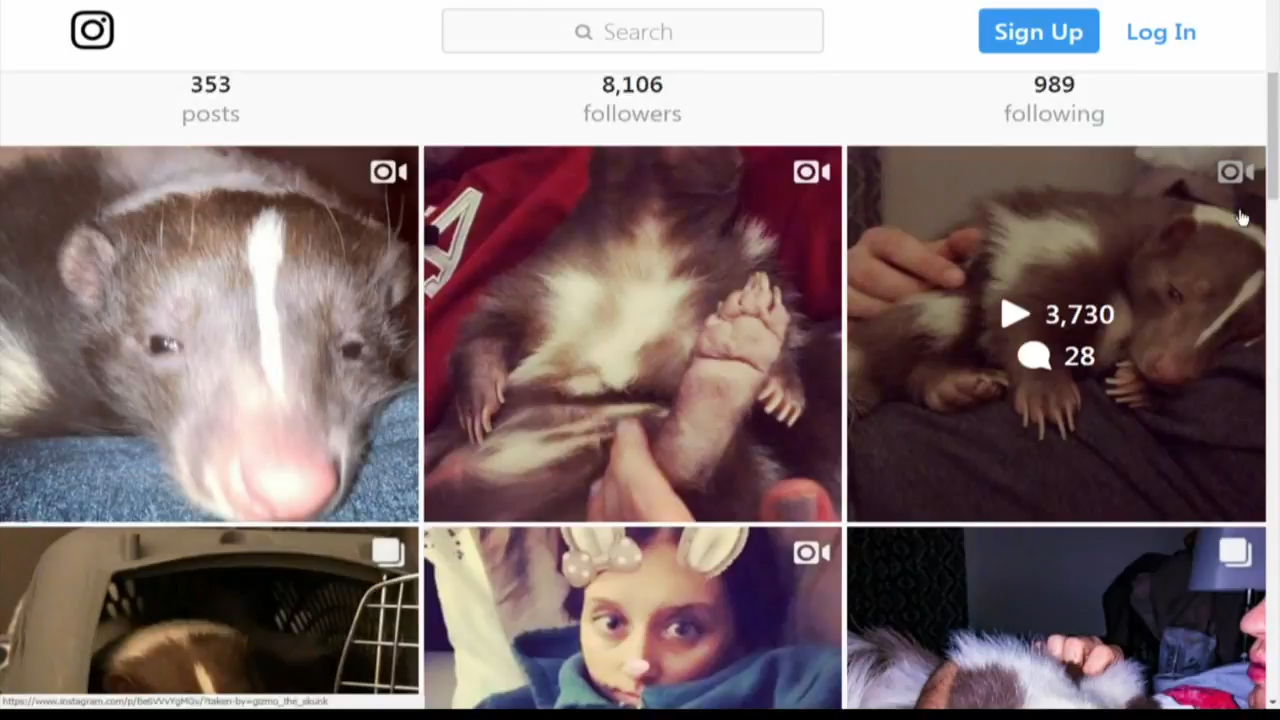 Search
Sign Up
Log In
353
8,106
989
posts
followers
following
A
3,730
28